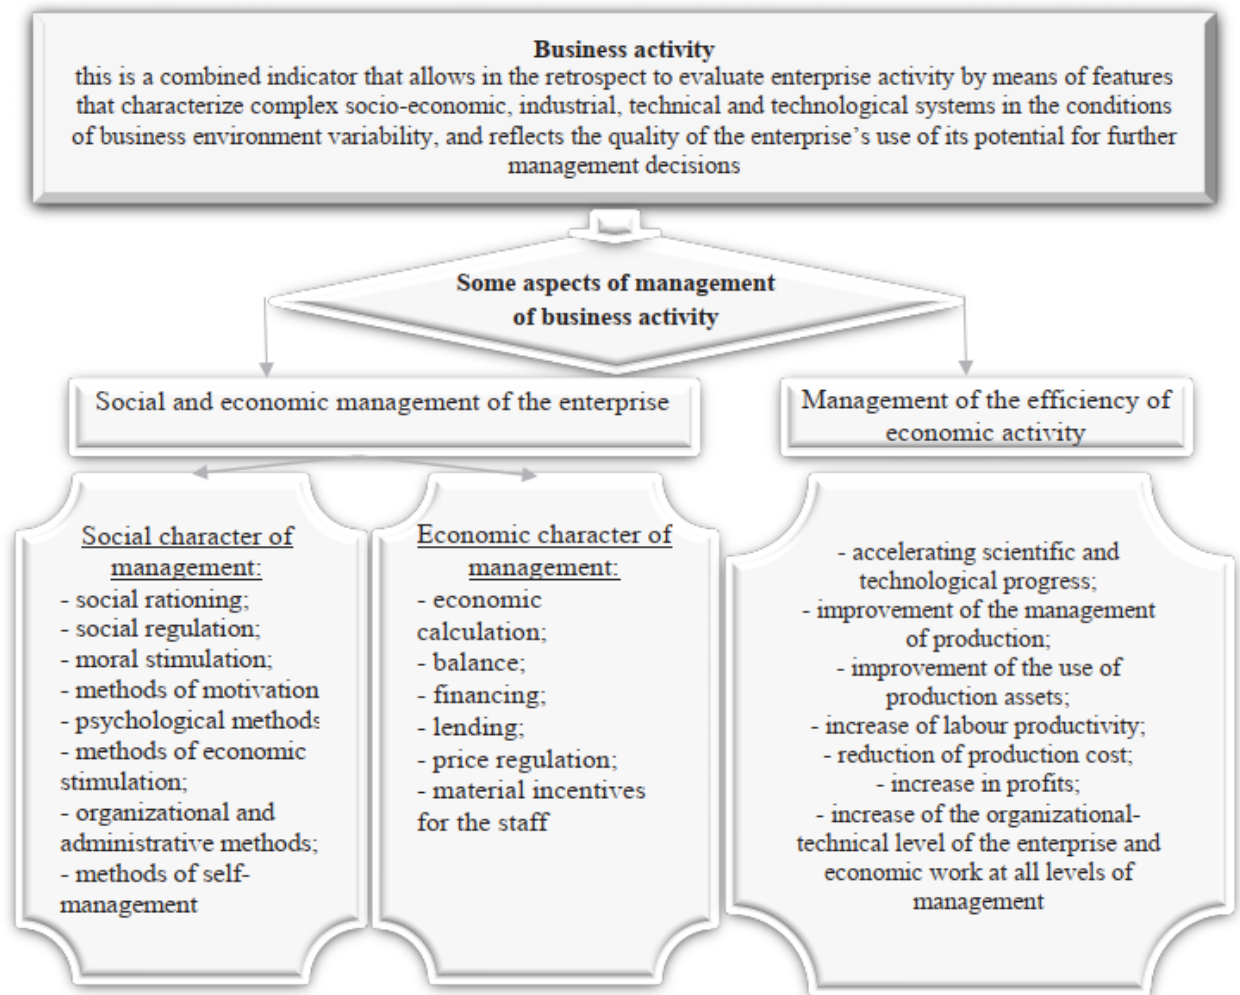 Business activity
this is a combined indicator that allows in the retrospect to evaluate enterprise activity by means of features
that characterize complex socio-economic, industrial, technical and technological systems in the conditions
of business environment variability, and reflects the quality of the enterprise’s use of its potential for further
management decisions
Some aspects of management
of business activity
Social and economic management of the enterprise
Management of the efficiency of
economic activity
Social character of
management:
- social rationing;
- social regulation;
- moral stimulation;
- methods of motivation
- psychological methods
- methods of economic
stimulation;
- organizational and
administrative methods;
- methods of self-
management
Economic character of
management:
- economic
calculation;
- balance;
- financing;
- lending;
- price regulation;
- material incentives
for the staff
- accelerating scientific and
technological progress;
- improvement of the management
of production;
- improvement of the use of
production assets;
- increase of labour productivity;
- reduction of production cost;
- increase in profits;
- increase of the organizational-
technical level of the enterprise and
economic work at all levels of
management